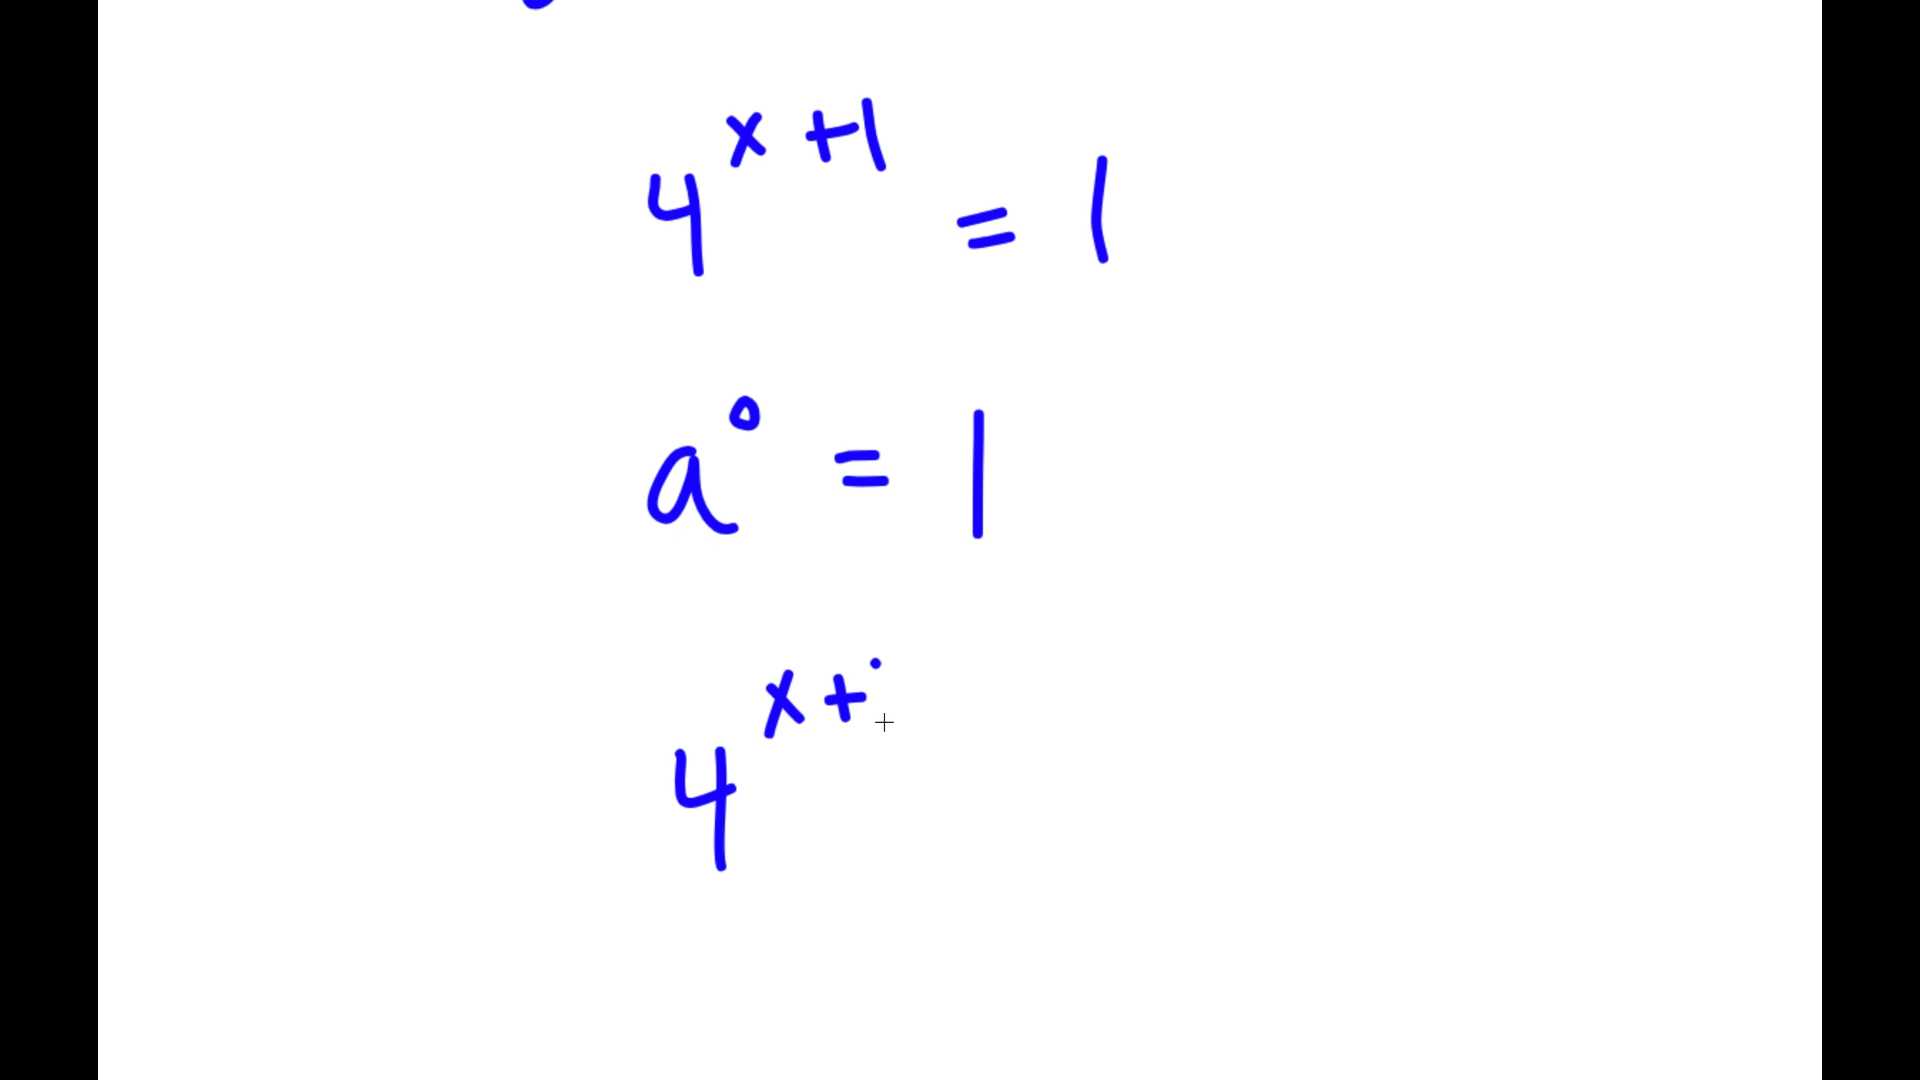 4^{x+1} = 1
a^0 = 1
4^{x+